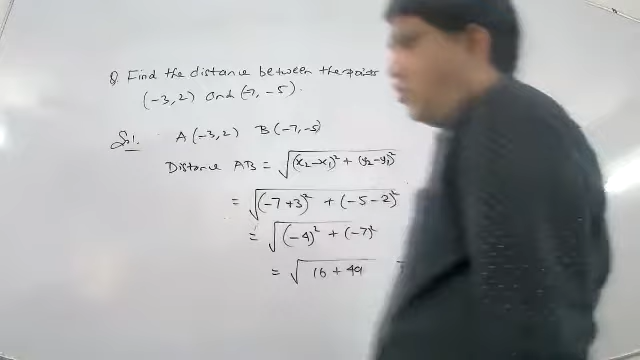 Q Find the distance between the points
(-3, 2) and (-7, -5).
Sol. A (-3, 2) B (-7, -5)
Distance AB = √(x₂-x₁)² + (y₂-y₁)²
= √(-7+3)² + (-5-2)²
= √(-4)² + (-7)²
= √16 + 49